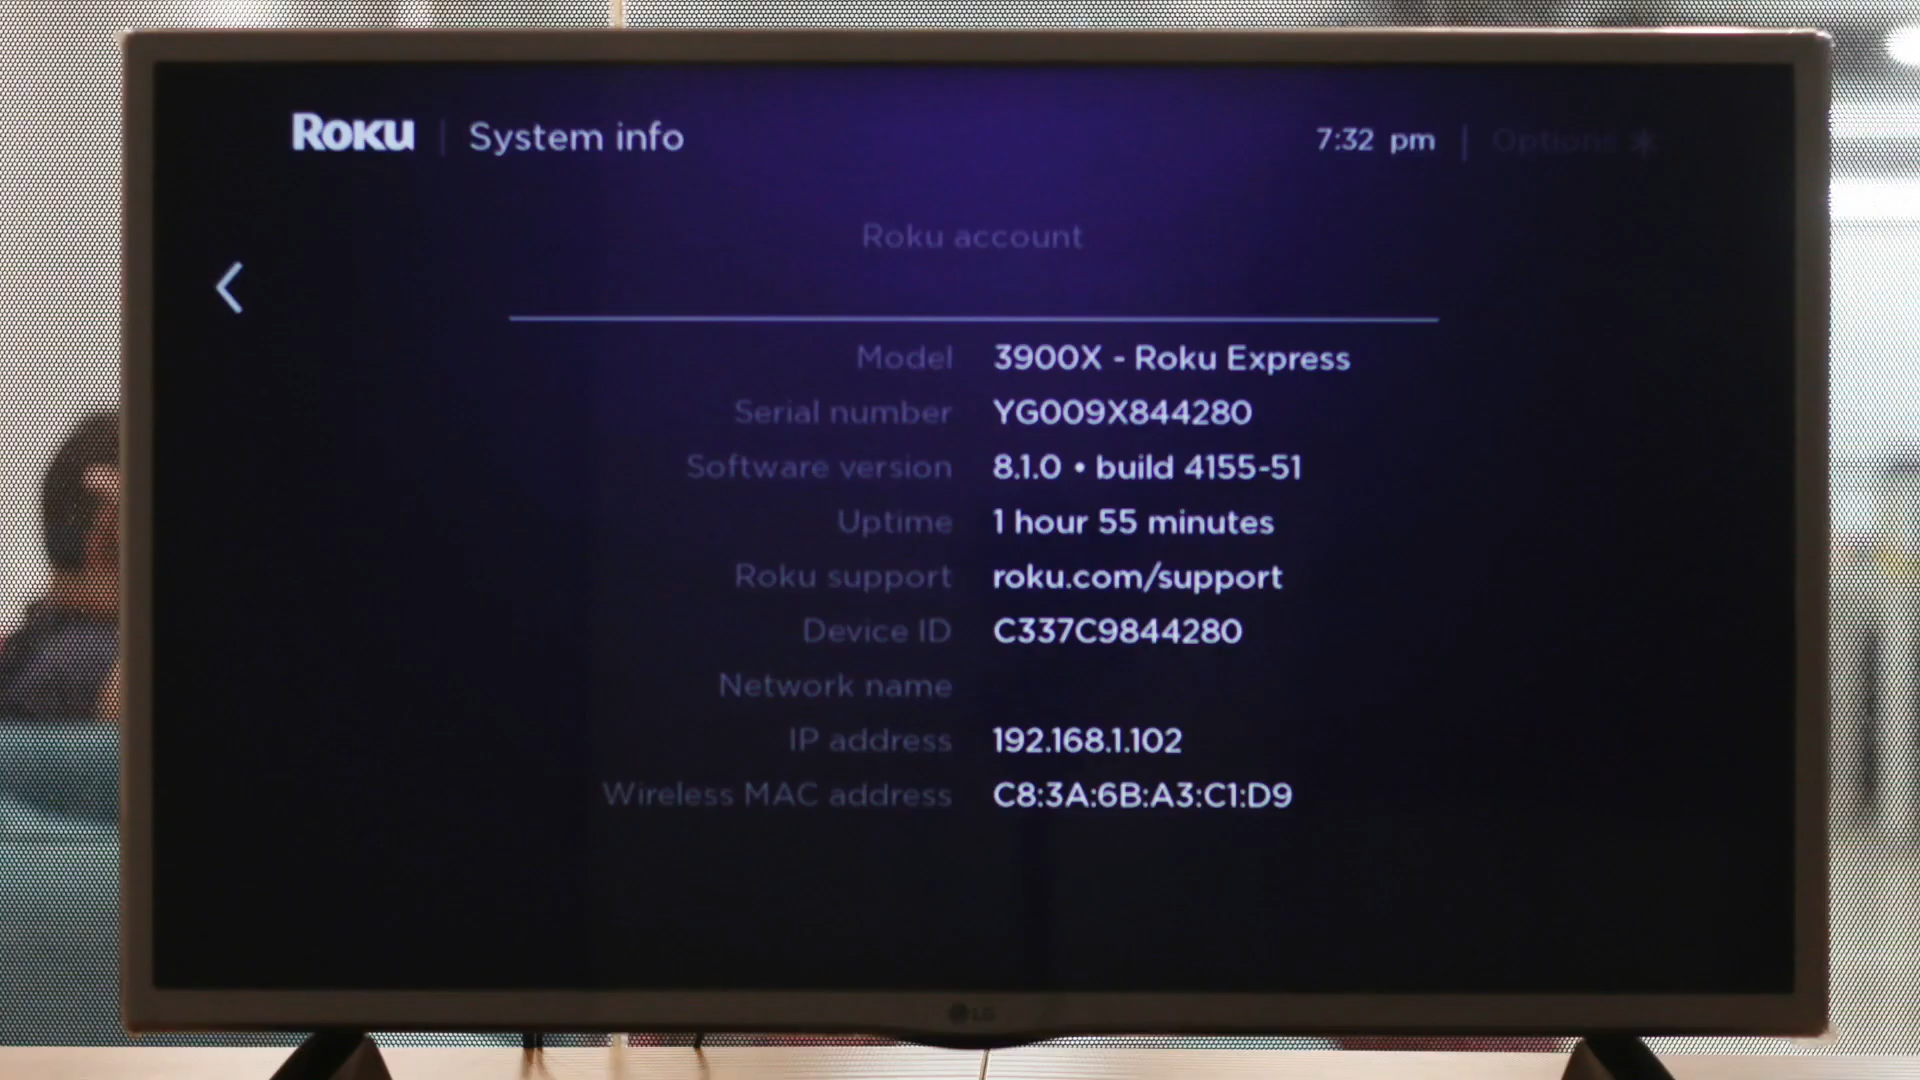 Roku | System info
7:32 pm | Options *
Roku account
Model 3900X - Roku Express
Serial number YG009X844280
Software version 8.1.0 • build 4155-51
Uptime 1 hour 55 minutes
Roku support roku.com/support
Device ID C337C9844280
Network name
IP address 192.168.1.102
Wireless MAC address C8:3A:6B:A3:C1:D9
LG